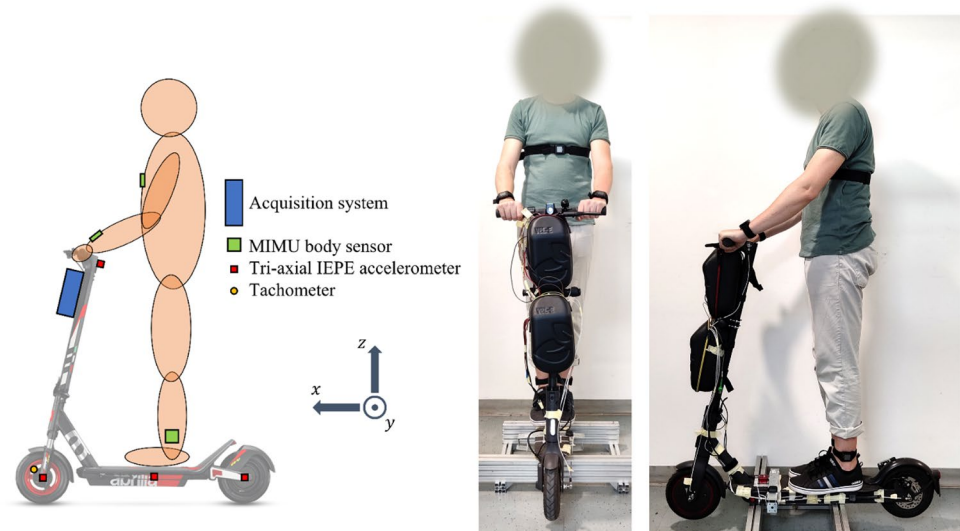 Acquisition system
MIMU body sensor
Tri-axial IEPE accelerometer
Tachometer
z
x
y
aprilia